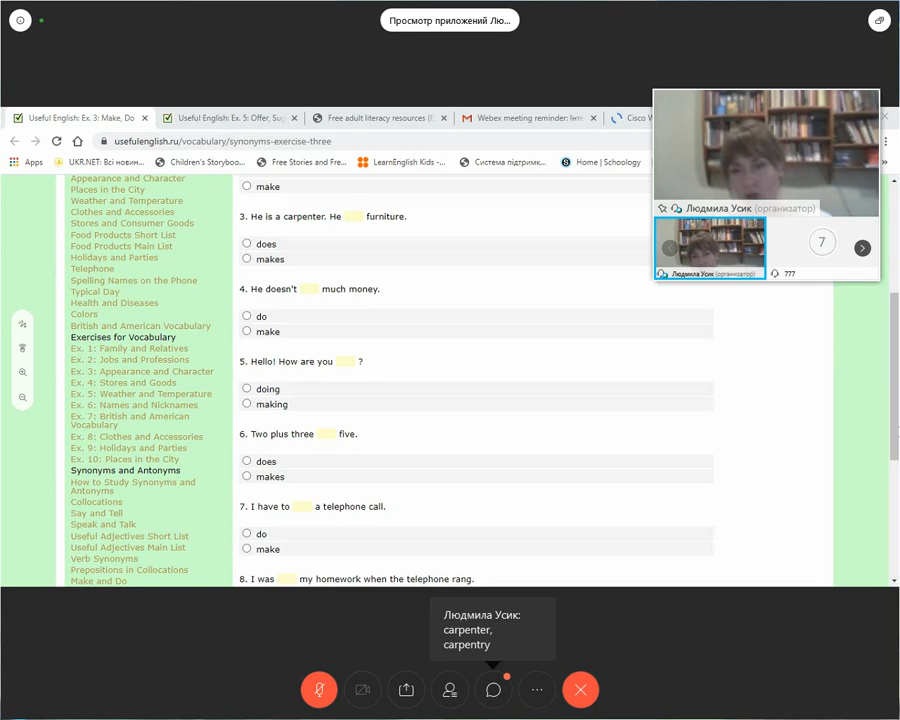 Просмотр приложений Лю...
Useful English: Ex. 3: Make, Do
Useful English: Ex. 5: Offer, Sug
Free adult literacy resources (
Webex meeting reminder: Інте
Cisco W
usefulenglish.ru/vocabulary/synonyms-exercise-three
Apps
UKR.NET: Всі новин...
Children's Storyboo...
Free Stories and Fre...
LearnEnglish Kids -...
Система підтримк...
Home | Schoology
Appearance and Character
Places in the City
Weather and Temperature
Clothes and Accessories
Stores and Consumer Goods
Food Products Short List
Food Products Main List
Holidays and Parties
Telephone
Spelling Names on the Phone
Typical Day
Health and Diseases
Colors
British and American Vocabulary
Exercises for Vocabulary
Ex. 1: Family and Relatives
Ex. 2: Jobs and Professions
Ex. 3: Appearance and Character
Ex. 4: Stores and Goods
Ex. 5: Weather and Temperature
Ex. 6: Names and Nicknames
Ex. 7: British and American
Vocabulary
Ex. 8: Clothes and Accessories
Ex. 9: Holidays and Parties
Ex. 10: Places in the City
Synonyms and Antonyms
How to Study Synonyms and
Antonyms
Collocations
Say and Tell
Speak and Talk
Useful Adjectives Short List
Useful Adjectives Main List
Verb Synonyms
Prepositions in Collocations
Make and Do
make
3. He is a carpenter. He furniture.
does
makes
4. He doesn't much money.
do
make
5. Hello! How are you ?
doing
making
6. Two plus three five.
does
makes
7. I have to a telephone call.
do
make
8. I was my homework when the telephone rang.
Людмила Усик (организатор)
Людмила Усик (организатор)
7
777
Людмила Усик:
carpenter,
carpentry